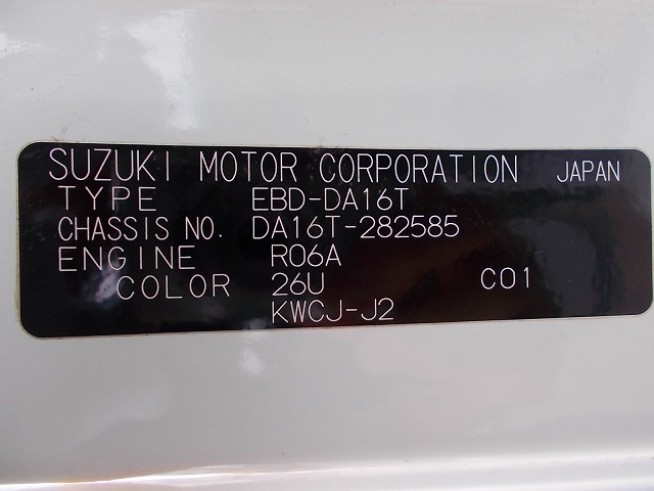 SUZUKI MOTOR CORPORATION JAPAN
TYPE EBD-DA16T
CHASSIS NO. DA16T-282585
ENGINE R06A
COLOR 26U C01
KWCJ-J2